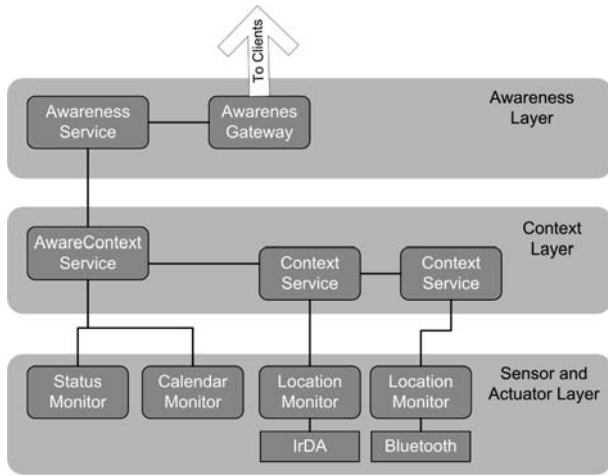 To Clients
Awareness
Layer
Awareness
Service
Awarenes
Gateway
Context
Layer
AwareContext
Service
Context
Service
Context
Service
Sensor and
Actuator Layer
Status
Monitor
Calendar
Monitor
Location
Monitor
Location
Monitor
IrDA
Bluetooth